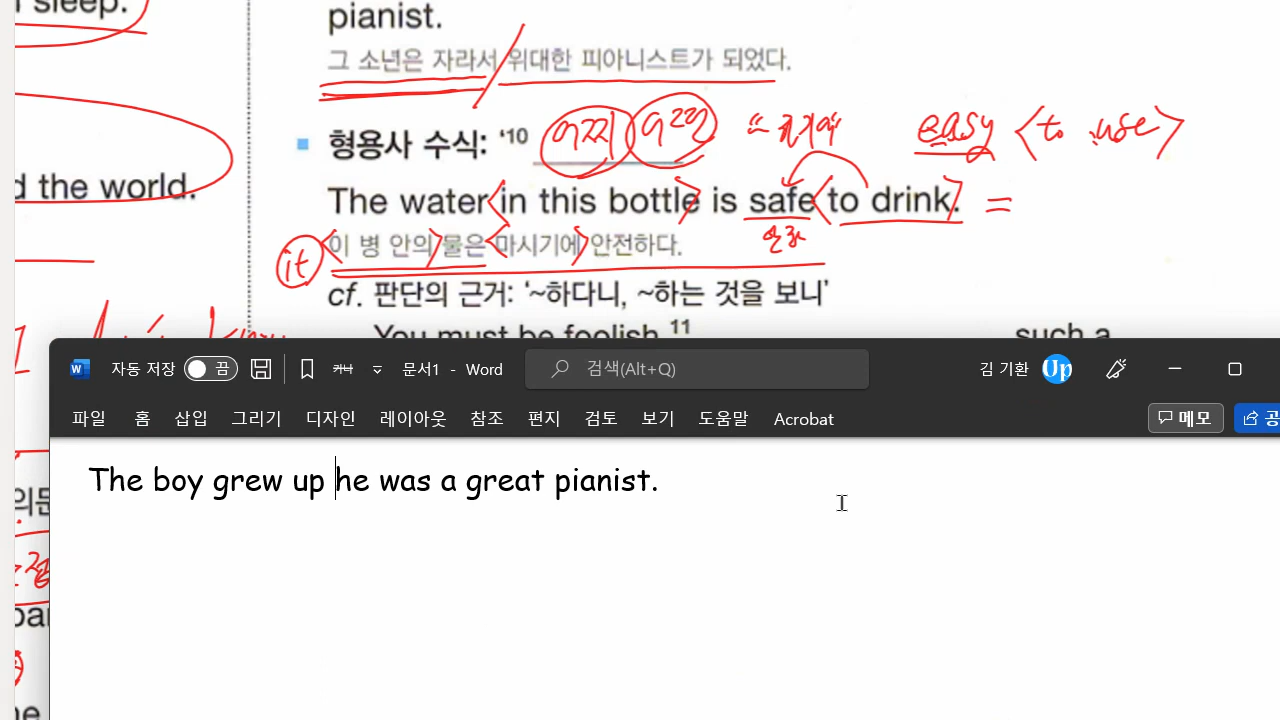 sleep.
pianist.
그 소년은 자라서 위대한 피아니스트가 되었다.
형용사 수식: ‘10 easy <to use>
d the world.
The water in this bottle is safe to drink. =
it 이 병 안의 물은 마시기에 안전하다.
cf. 판단의 근거: ‘~하다니, ~하는 것을 보니’
You must be foolish 11 such a
자동 저장 끔 가나 문서1 - Word 검색(Alt+Q) 김 기환 Up
파일 홈 삽입 그리기 디자인 레이아웃 참조 편지 검토 보기 도움말 Acrobat 메모 공
The boy grew up he was a great pianist.